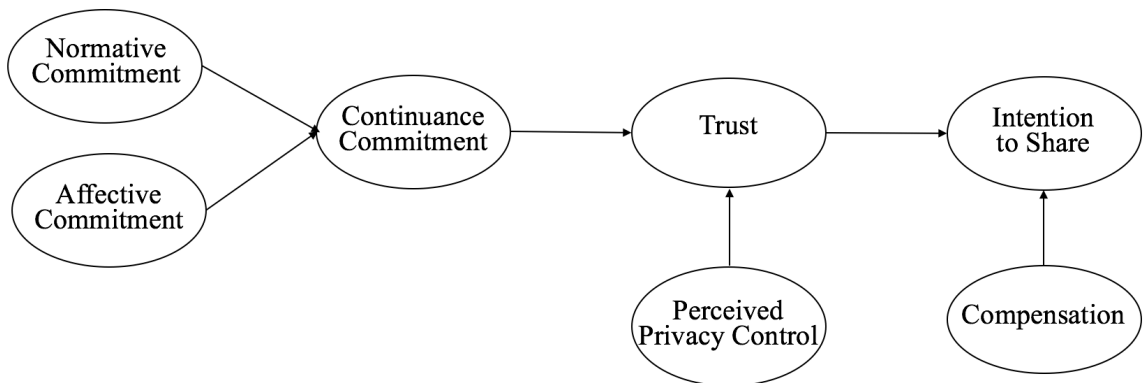 Normative
Commitment
Affective
Commitment
Continuance
Commitment
Trust
Intention
to Share
Perceived
Privacy Control
Compensation